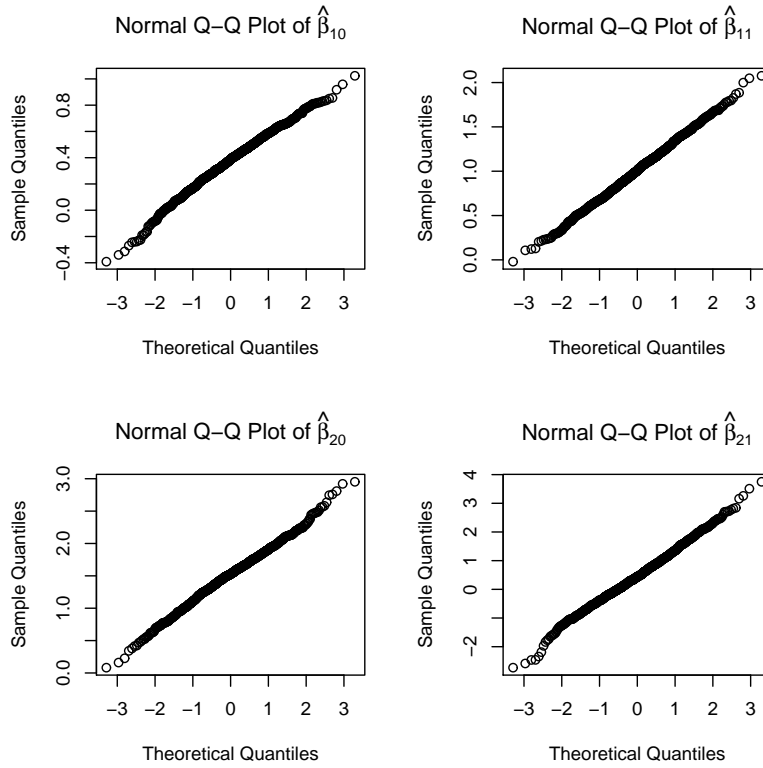 Normal Q−Q Plot of β̂₁₀
Sample Quantiles
−0.4 0.0 0.4 0.8
−3 −2 −1 0 1 2 3
Theoretical Quantiles
Normal Q−Q Plot of β̂₁₁
Sample Quantiles
0.0 0.5 1.0 1.5 2.0
−3 −2 −1 0 1 2 3
Theoretical Quantiles
Normal Q−Q Plot of β̂₂₀
Sample Quantiles
0.0 1.0 2.0 3.0
−3 −2 −1 0 1 2 3
Theoretical Quantiles
Normal Q−Q Plot of β̂₂₁
Sample Quantiles
−2 0 1 2 3 4
−3 −2 −1 0 1 2 3
Theoretical Quantiles